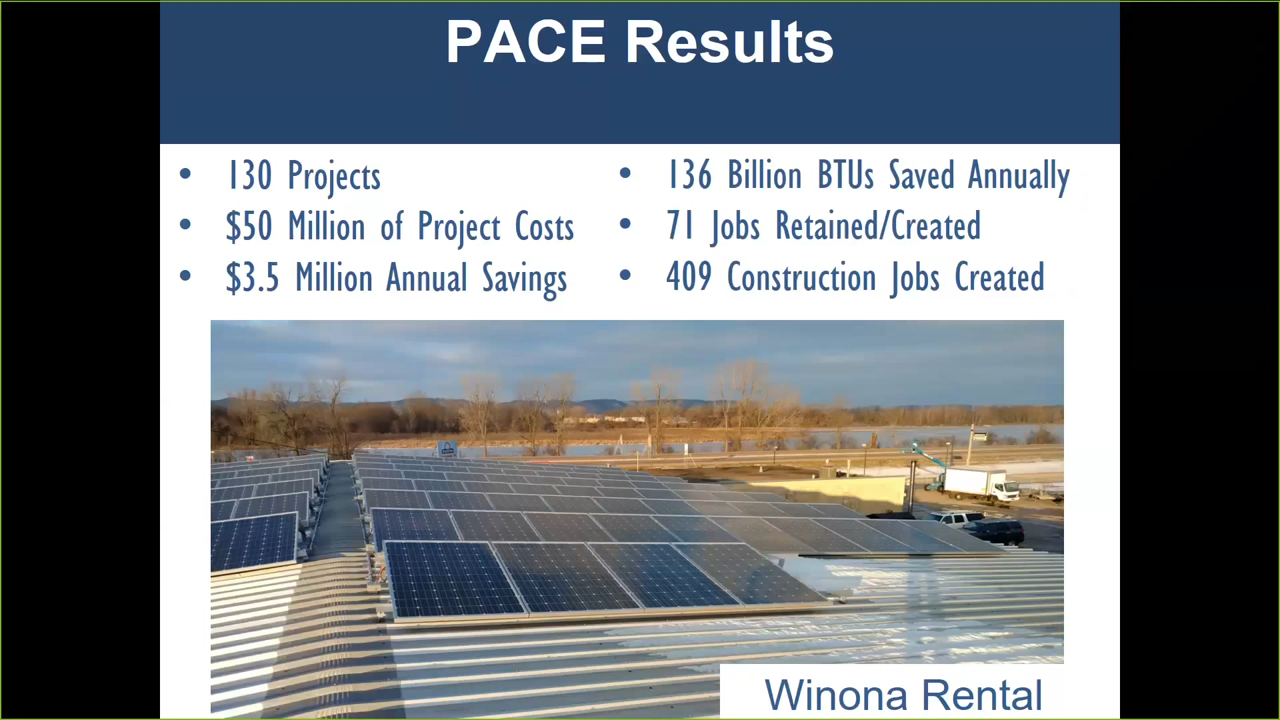 PACE Results
130 Projects
$50 Million of Project Costs
$3.5 Million Annual Savings
136 Billion BTUs Saved Annually
71 Jobs Retained/Created
409 Construction Jobs Created
Winona Rental